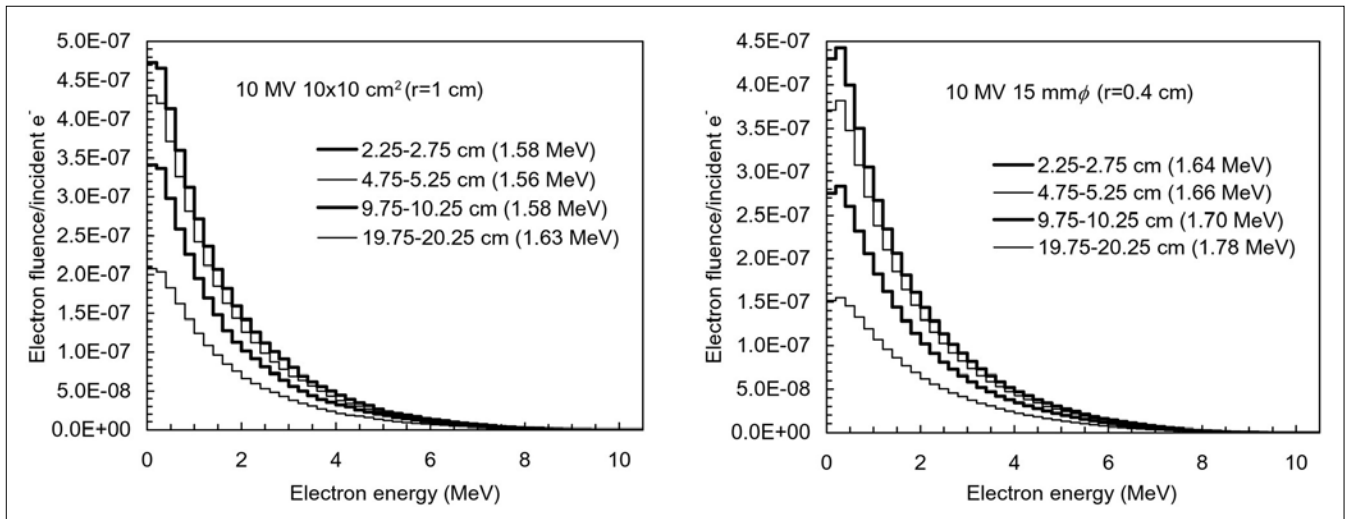 5.0E-07
4.5E-07
4.0E-07
3.5E-07
3.0E-07
2.5E-07
2.0E-07
1.5E-07
1.0E-07
5.0E-08
0.0E+00
Electron fluence/incident e⁻
10 MV 10x10 cm² (r=1 cm)
2.25-2.75 cm (1.58 MeV)
4.75-5.25 cm (1.56 MeV)
9.75-10.25 cm (1.58 MeV)
19.75-20.25 cm (1.63 MeV)
0 2 4 6 8 10
Electron energy (MeV)
4.5E-07
4.0E-07
3.5E-07
3.0E-07
2.5E-07
2.0E-07
1.5E-07
1.0E-07
5.0E-08
0.0E+00
Electron fluence/incident e⁻
10 MV 15 mmϕ (r=0.4 cm)
2.25-2.75 cm (1.64 MeV)
4.75-5.25 cm (1.66 MeV)
9.75-10.25 cm (1.70 MeV)
19.75-20.25 cm (1.78 MeV)
0 2 4 6 8 10
Electron energy (MeV)